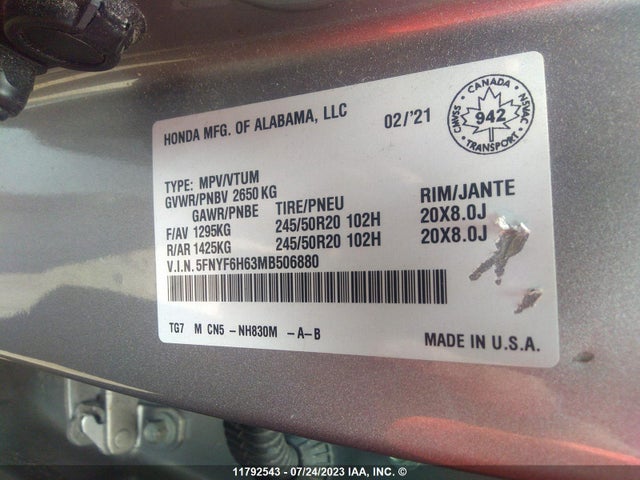 HONDA MFG. OF ALABAMA, LLC 02/'21
CANADA
CMVSS NSVAC
942
TRANSPORT
TYPE: MPV/VTUM
GVWR/PNBV 2650 KG
GAWR/PNBE TIRE/PNEU RIM/JANTE
F/AV 1295KG 245/50R20 102H 20X8.0J
R/AR 1425KG 245/50R20 102H 20X8.0J
V.I.N. 5FNYF6H63MB506880
TG7 M CN5 -NH830M -A-B
MADE IN U.S.A.
11792543 - 07/24/2023 IAA, INC. ©